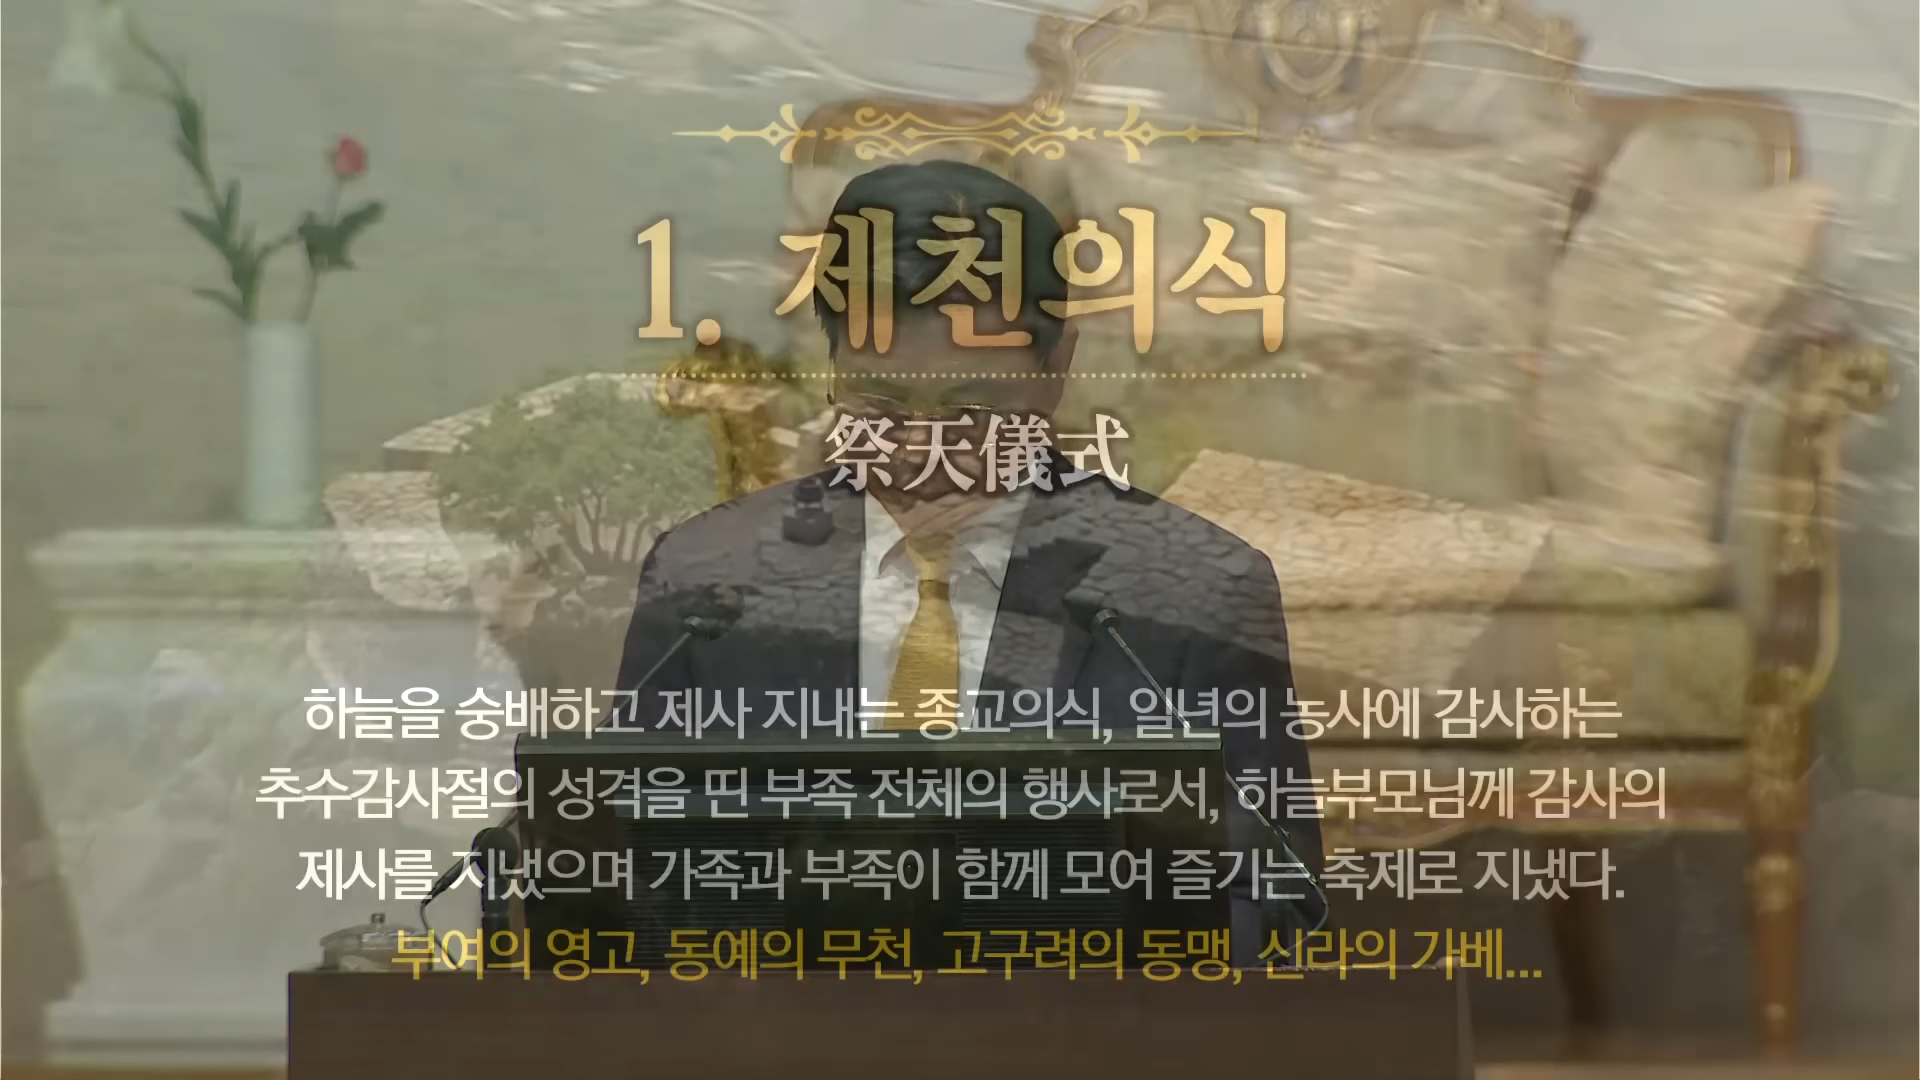 1. 제천의식
祭天儀式
하늘을 숭배하고 제사 지내는 종교의식, 일년의 농사에 감사하는
추수감사절의 성격을 띤 부족 전체의 행사로서, 하늘부모님께 감사의
제사를 지냈으며 가족과 부족이 함께 모여 즐기는 축제로 지냈다.
부여의 영고, 동예의 무천, 고구려의 동맹, 신라의 가베...